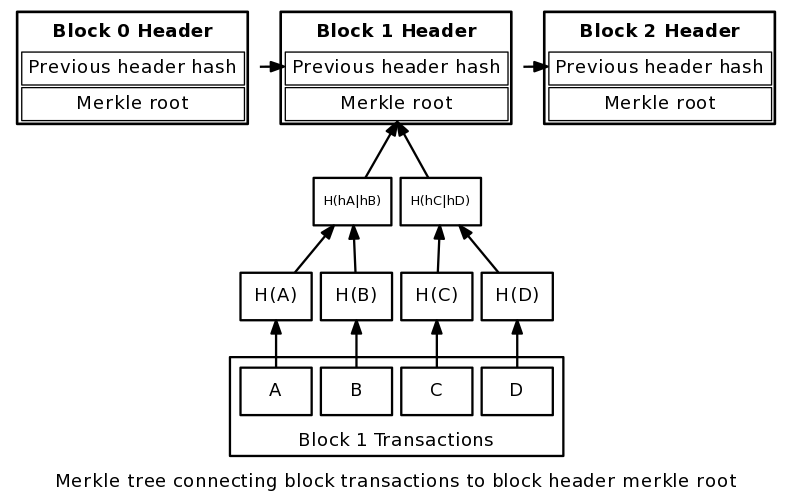 Block 0 Header
Block 1 Header
Block 2 Header
Previous header hash
Previous header hash
Previous header hash
Merkle root
Merkle root
Merkle root
H(hA|hB)
H(hC|hD)
H(A)
H(B)
H(C)
H(D)
A
B
C
D
Block 1 Transactions
Merkle tree connecting block transactions to block header merkle root